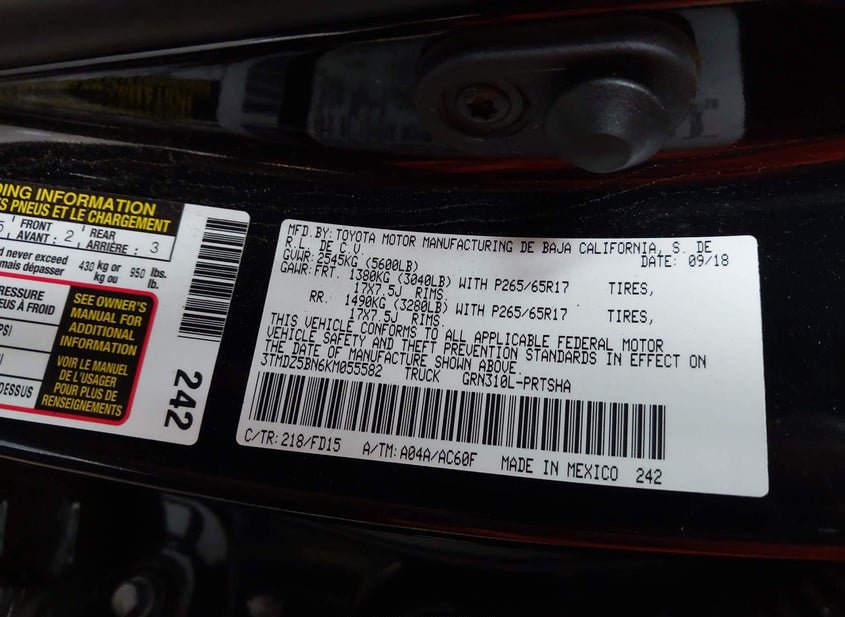 DING INFORMATION
S PNEUS ET LE CHARGEMENT
FRONT
AVANT : 2
REAR
ARRIÈRE : 3
d never exceed
mais dépasser
430 kg or
kg ou
950 lbs.
lb.
PRESSURE
EUS À FROID
PSI
DESSUS
SEE OWNER'S
MANUAL FOR
ADDITIONAL
INFORMATION
VOIR LE MANUEL
DE L'USAGER
POUR PLUS DE
RENSEIGNEMENTS
242
MFD.BY:TOYOTA MOTOR MANUFACTURING DE BAJA CALIFORNIA, S. DE
R.L. DE C.V. DATE: 09/18
GVWR: 2545KG (5600LB)
GAWR: FRT. 1380KG (3040LB) WITH P265/65R17 TIRES,
17X7.5J RIMS.
RR. 1490KG (3280LB) WITH P265/65R17 TIRES,
17X7.5J RIMS.
THIS VEHICLE CONFORMS TO ALL APPLICABLE FEDERAL MOTOR
VEHICLE SAFETY AND THEFT PREVENTION STANDARDS IN EFFECT ON
THE DATE OF MANUFACTURE SHOWN ABOVE.
3TMDZ5BN6KM055582 TRUCK GRN310L-PRTSHA
C/TR: 218/FD15 A/TM: A04A/AC60F MADE IN MEXICO 242